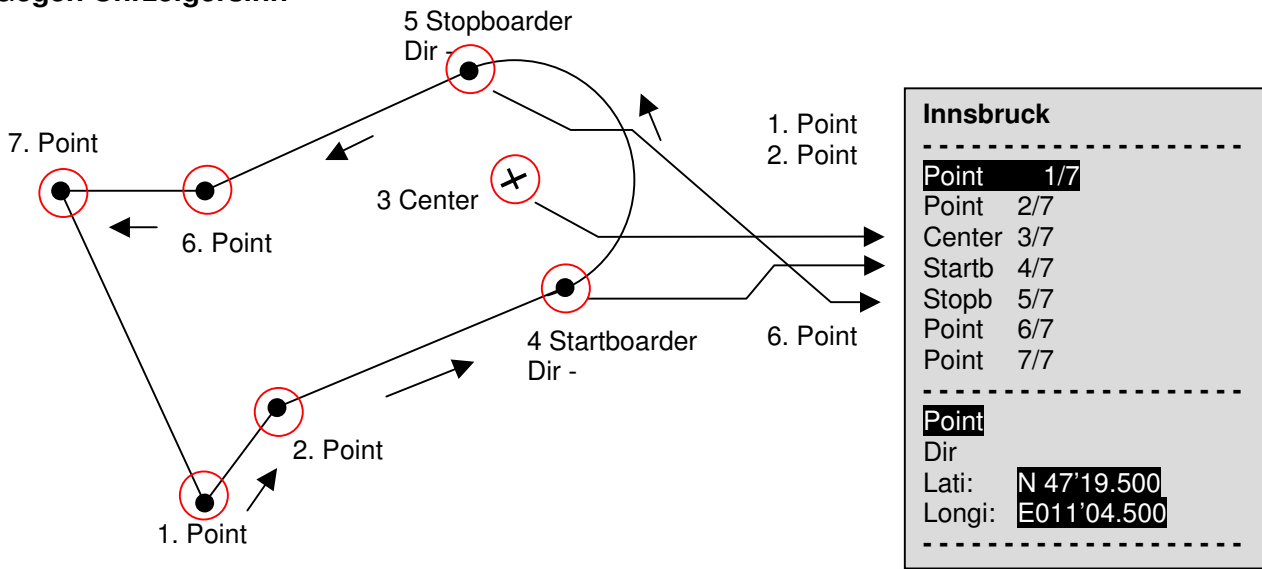 5 Stopboarder
Dir -
7. Point
3 Center
6. Point
4 Startboarder
Dir -
2. Point
1. Point
1. Point
2. Point
6. Point
Innsbruck
- - - - - - - - - - - - - - - - - - - - -
Point 1/7
Point 2/7
Center 3/7
Startb 4/7
Stopb 5/7
Point 6/7
Point 7/7
- - - - - - - - - - - - - - - - - - - - -
Point
Dir
Lati: N 47'19.500
Longi: E011'04.500
- - - - - - - - - - - - - - - - - - - - -